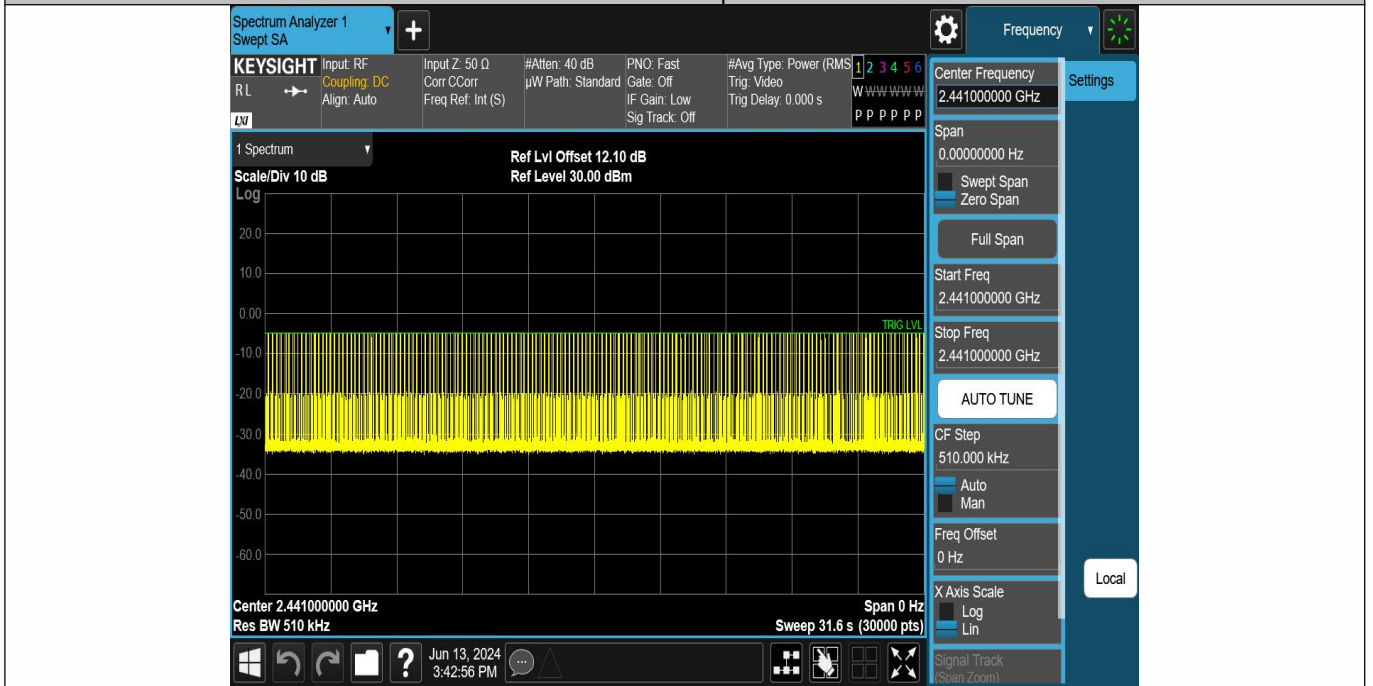 Spectrum Analyzer 1
Swept SA
Frequency
KEYSIGHT
Input: RF
Input Z: 50 Ω
#Atten: 40 dB
PNO: Fast
#Avg Type: Power (RMS
1 2 3 4 5 6
RL
Coupling: DC
Corr CCorr
µW Path: Standard
Gate: Off
Trig: Video
W W W W W W
Align: Auto
Freq Ref: Int (S)
IF Gain: Low
Trig Delay: 0.000 s
LXI
Sig Track: Off
P P P P P P
1 Spectrum
Ref Lvl Offset 12.10 dB
Scale/Div 10 dB
Ref Level 30.00 dBm
Log
20.0
10.0
0.00
TRIG LVL
-10.0
-20.0
-30.0
-40.0
-50.0
-60.0
Center 2.441000000 GHz
Span 0 Hz
Res BW 510 kHz
Sweep 31.6 s (30000 pts)
Center Frequency
2.441000000 GHz
Settings
Span
0.00000000 Hz
Swept Span
Zero Span
Full Span
Start Freq
2.441000000 GHz
Stop Freq
2.441000000 GHz
AUTO TUNE
CF Step
510.000 kHz
Auto
Man
Freq Offset
0 Hz
Local
X Axis Scale
Log
Lin
Signal Track
(Span Zoom)
Jun 13, 2024
3:42:56 PM